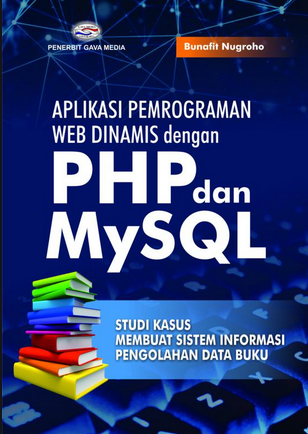 PENERBIT GAVA MEDIA
Bunafit Nugroho
APLIKASI PEMROGRAMAN
WEB DINAMIS dengan
PHP dan
MySQL
STUDI KASUS
MEMBUAT SISTEM INFORMASI
PENGOLAHAN DATA BUKU